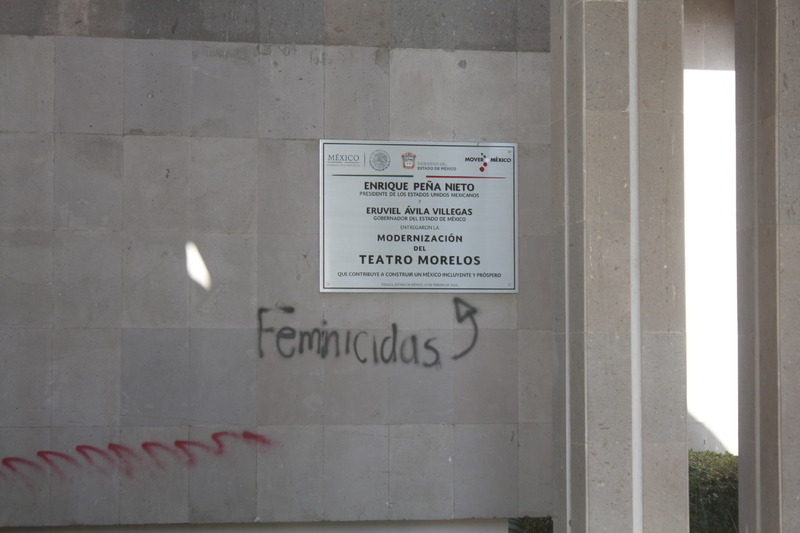 MÉXICO
GOBIERNO DEL
ESTADO DE MÉXICO
MOVER MÉXICO
ENRIQUE PEÑA NIETO
PRESIDENTE DE LOS ESTADOS UNIDOS MEXICANOS
Y
ERUVIEL ÁVILA VILLEGAS
GOBERNADOR DEL ESTADO DE MÉXICO
ENTREGARON LA
MODERNIZACIÓN
DEL
TEATRO MORELOS
QUE CONTRIBUYE A CONSTRUIR UN MÉXICO INCLUYENTE Y PRÓSPERO
Feminicidas